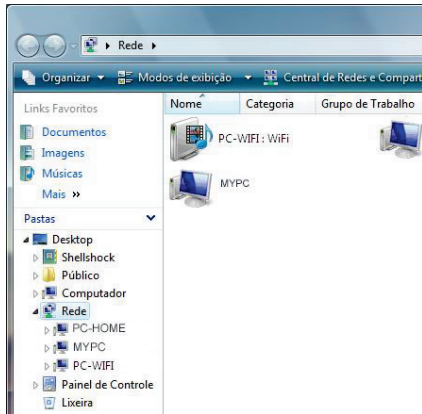 Rede
Organizar Modos de exibição Central de Redes e Compart
Links Favoritos
Documentos
Imagens
Músicas
Mais »
Pastas
Desktop
Shellshock
Público
Computador
Rede
PC-HOME
MYPC
PC-WIFI
Painel de Controle
Lixeira
Nome Categoria Grupo de Trabalho
PC-WIFI : WiFi
MYPC